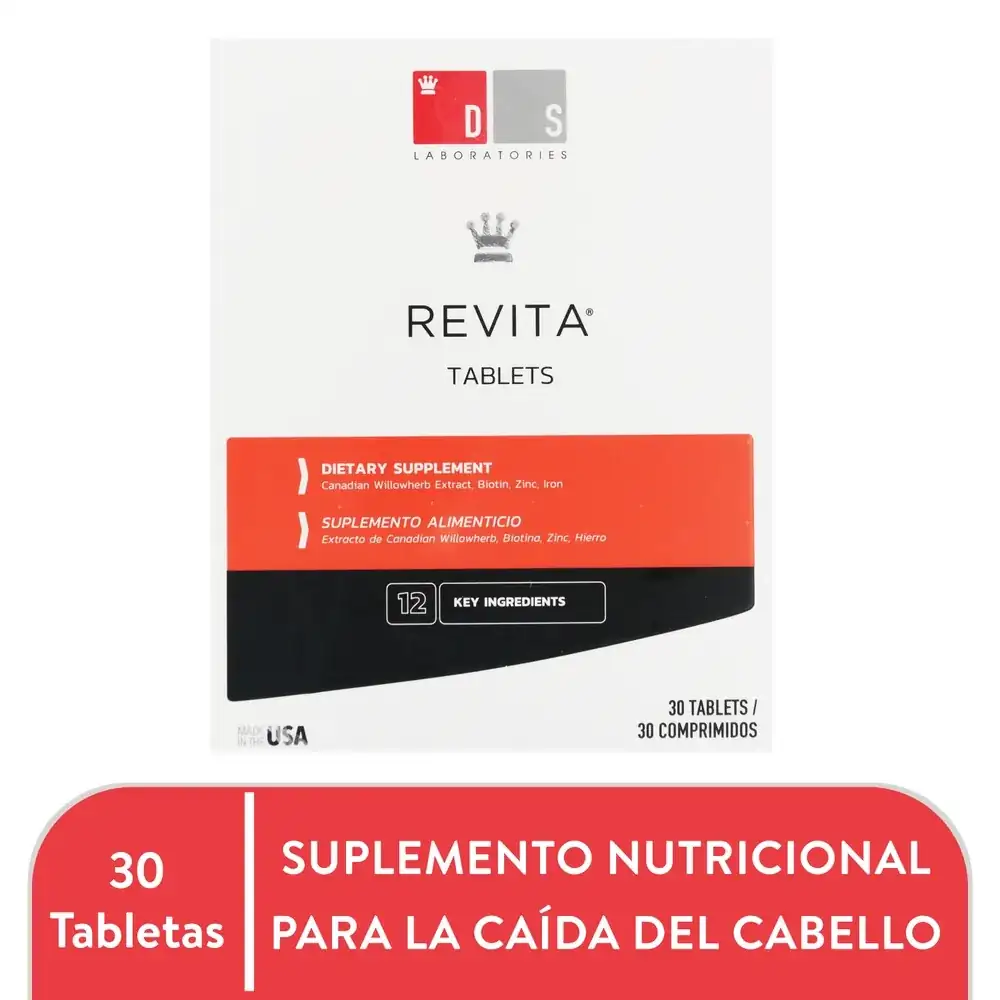 D S
LABORATORIES
REVITA®
TABLETS
DIETARY SUPPLEMENT
Canadian Willowherb Extract, Biotin, Zinc, Iron
SUPLEMENTO ALIMENTICIO
Extracto de Canadian Willowherb, Biotina, Zinc, Hierro
12 KEY INGREDIENTS
30 TABLETS /
30 COMPRIMIDOS
MADE
IN THE USA
30
Tabletas
SUPLEMENTO NUTRICIONAL
PARA LA CAÍDA DEL CABELLO